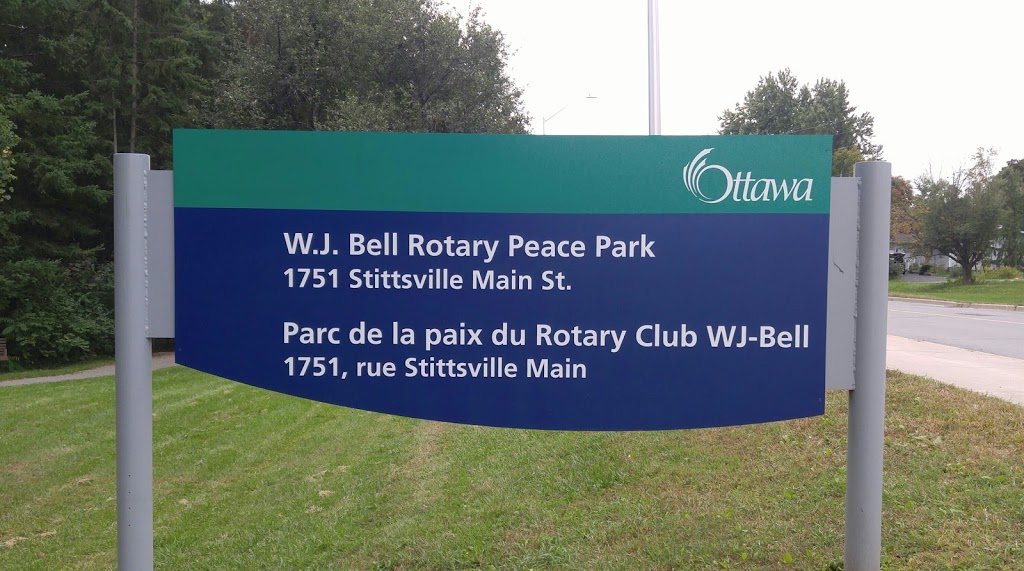 Ottawa
W.J. Bell Rotary Peace Park
1751 Stittsville Main St.
Parc de la paix du Rotary Club WJ-Bell
1751, rue Stittsville Main